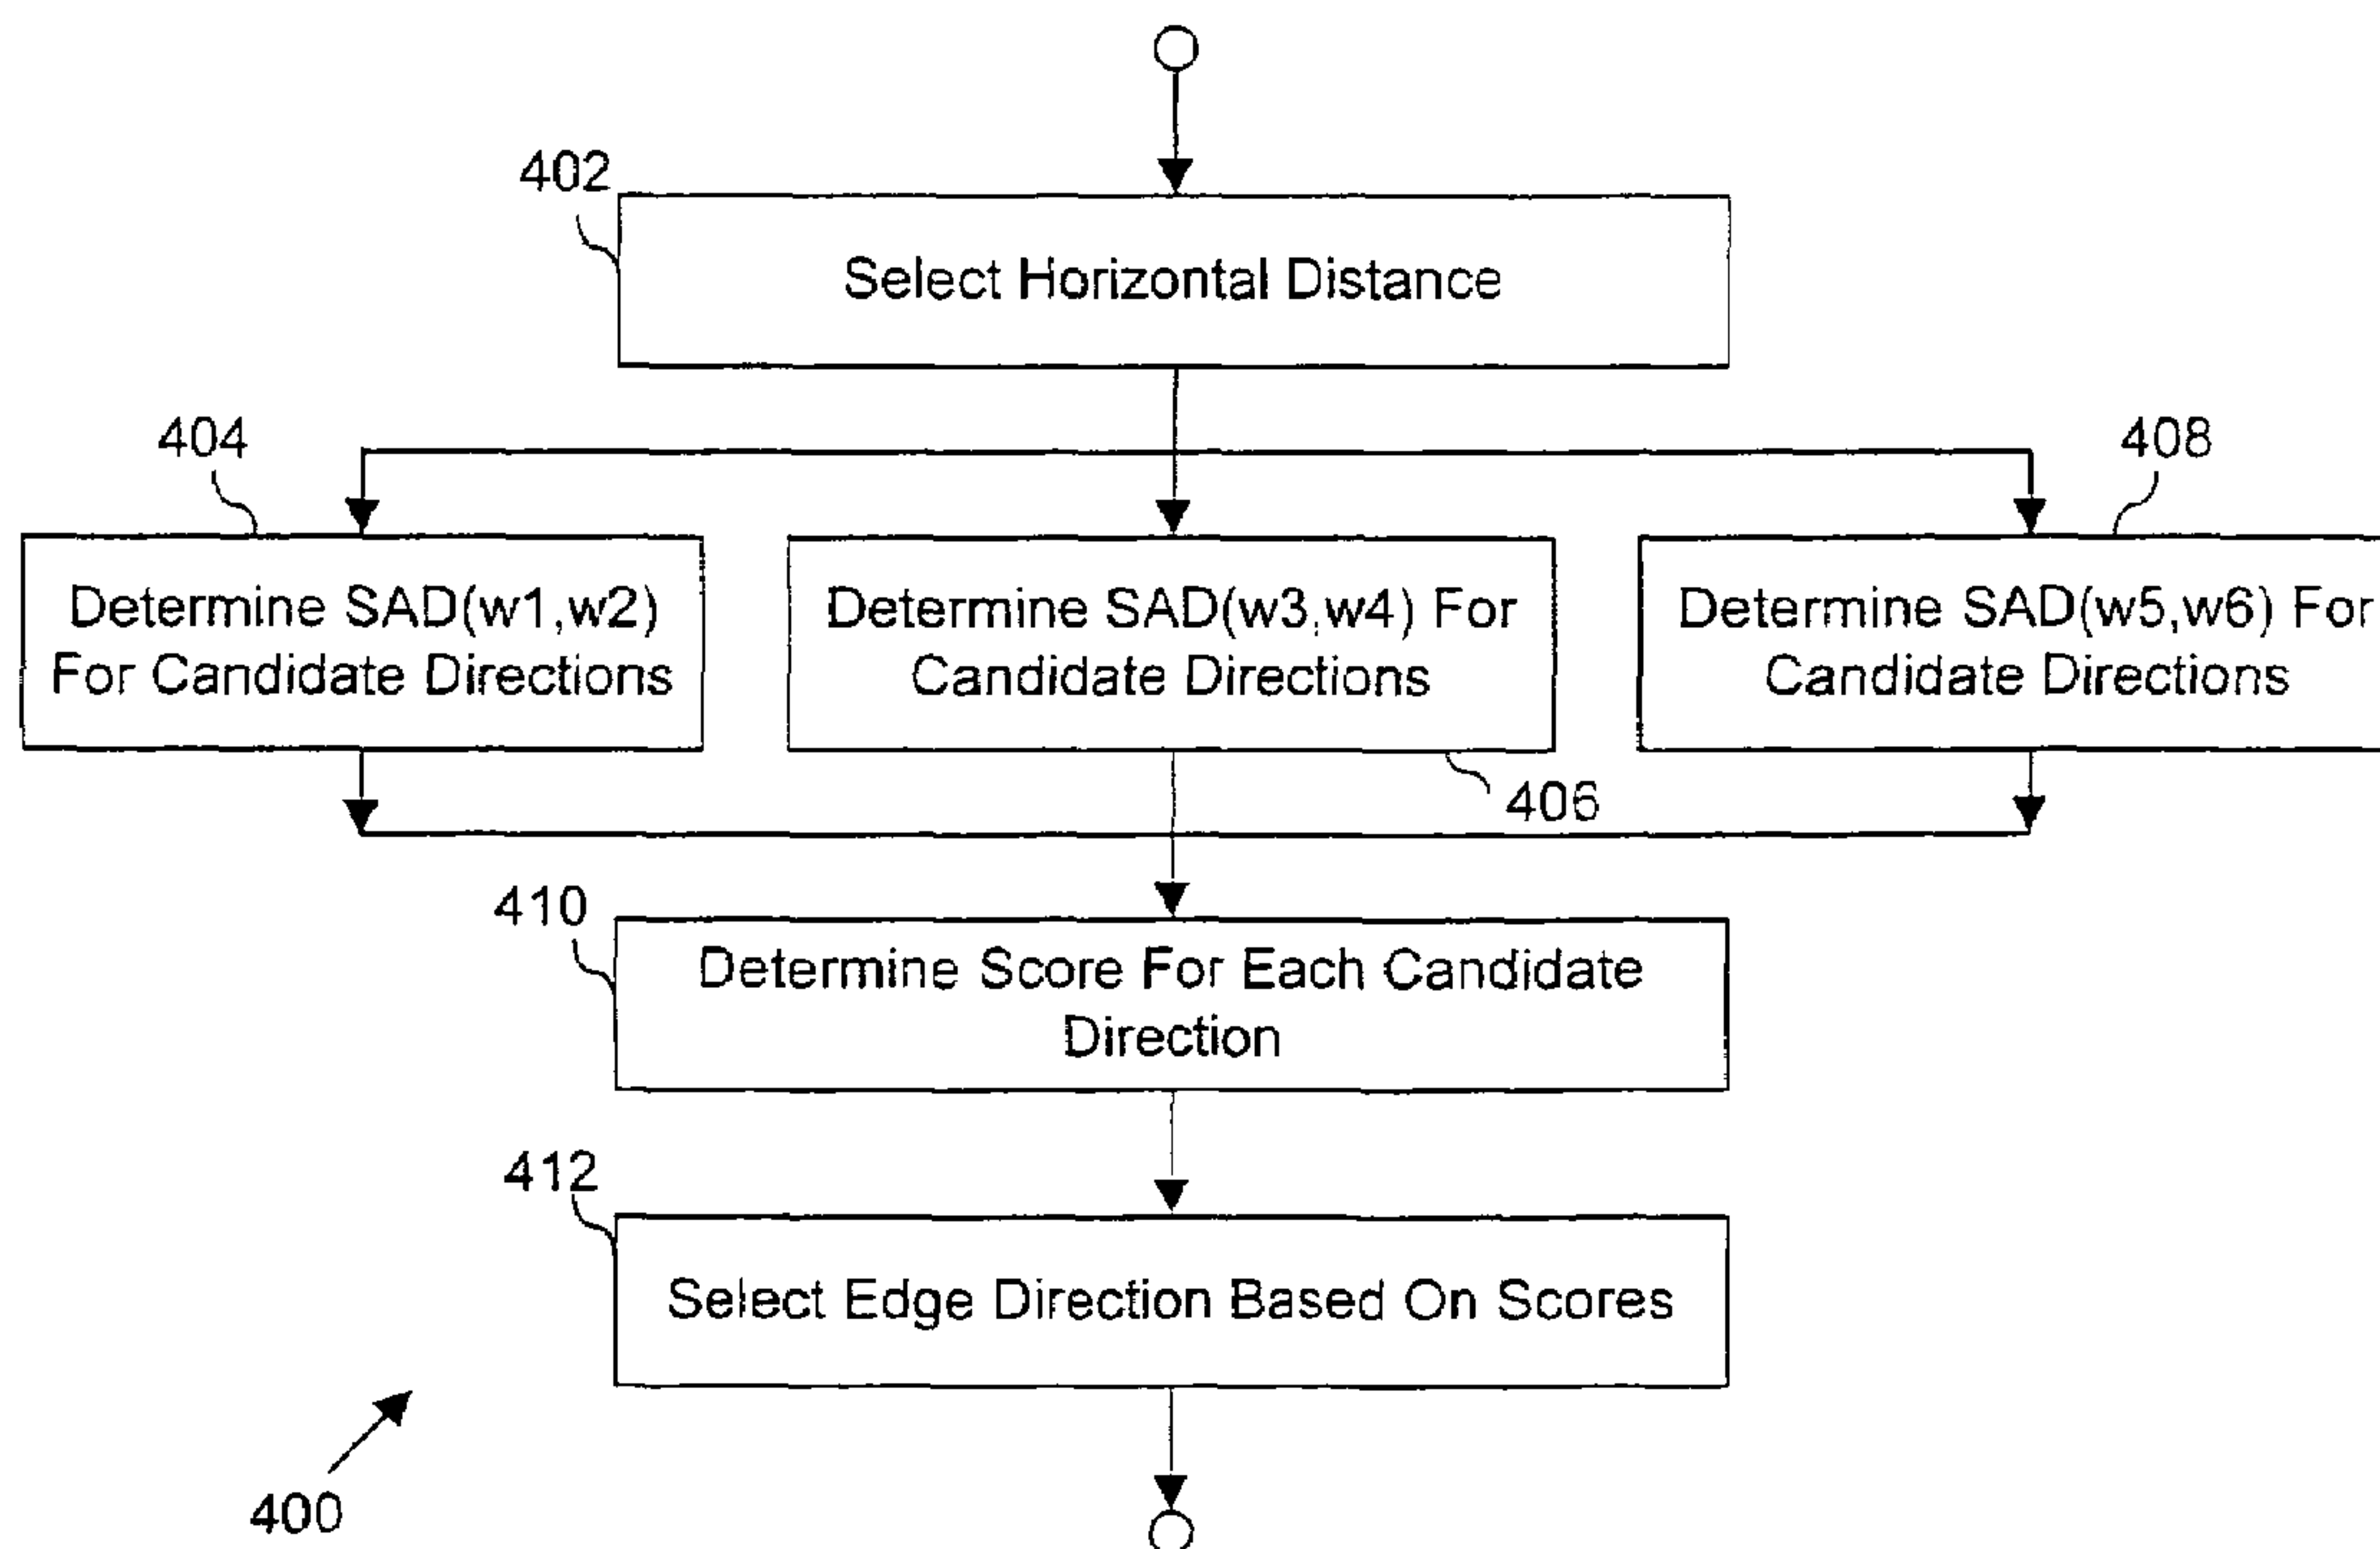 402
Select Horizontal Distance
404
408
Determine SAD(w1,w2)
For Candidate Directions
Determine SAD(w3,w4) For
Candidate Directions
Determine SAD(w5,w6) For
Candidate Directions
406
410
Determine Score For Each Candidate
Direction
412
Select Edge Direction Based On Scores
400